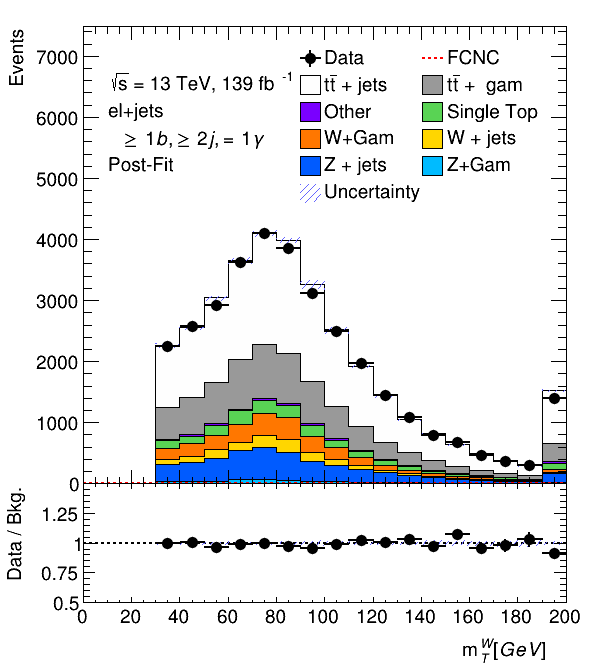 Events
7000
6000
5000
4000
3000
2000
1000
0
√s = 13 TeV, 139 fb⁻¹
el+jets
≥ 1b, ≥ 2j, = 1γ
Post-Fit
Data
FCNC
tt̄ + jets
tt̄ + gam
Other
Single Top
W+Gam
W + jets
Z + jets
Z+Gam
Uncertainty
Data / Bkg.
1.25
1
0.75
0.5
0 20 40 60 80 100 120 140 160 180 200
m_T^W [GeV]